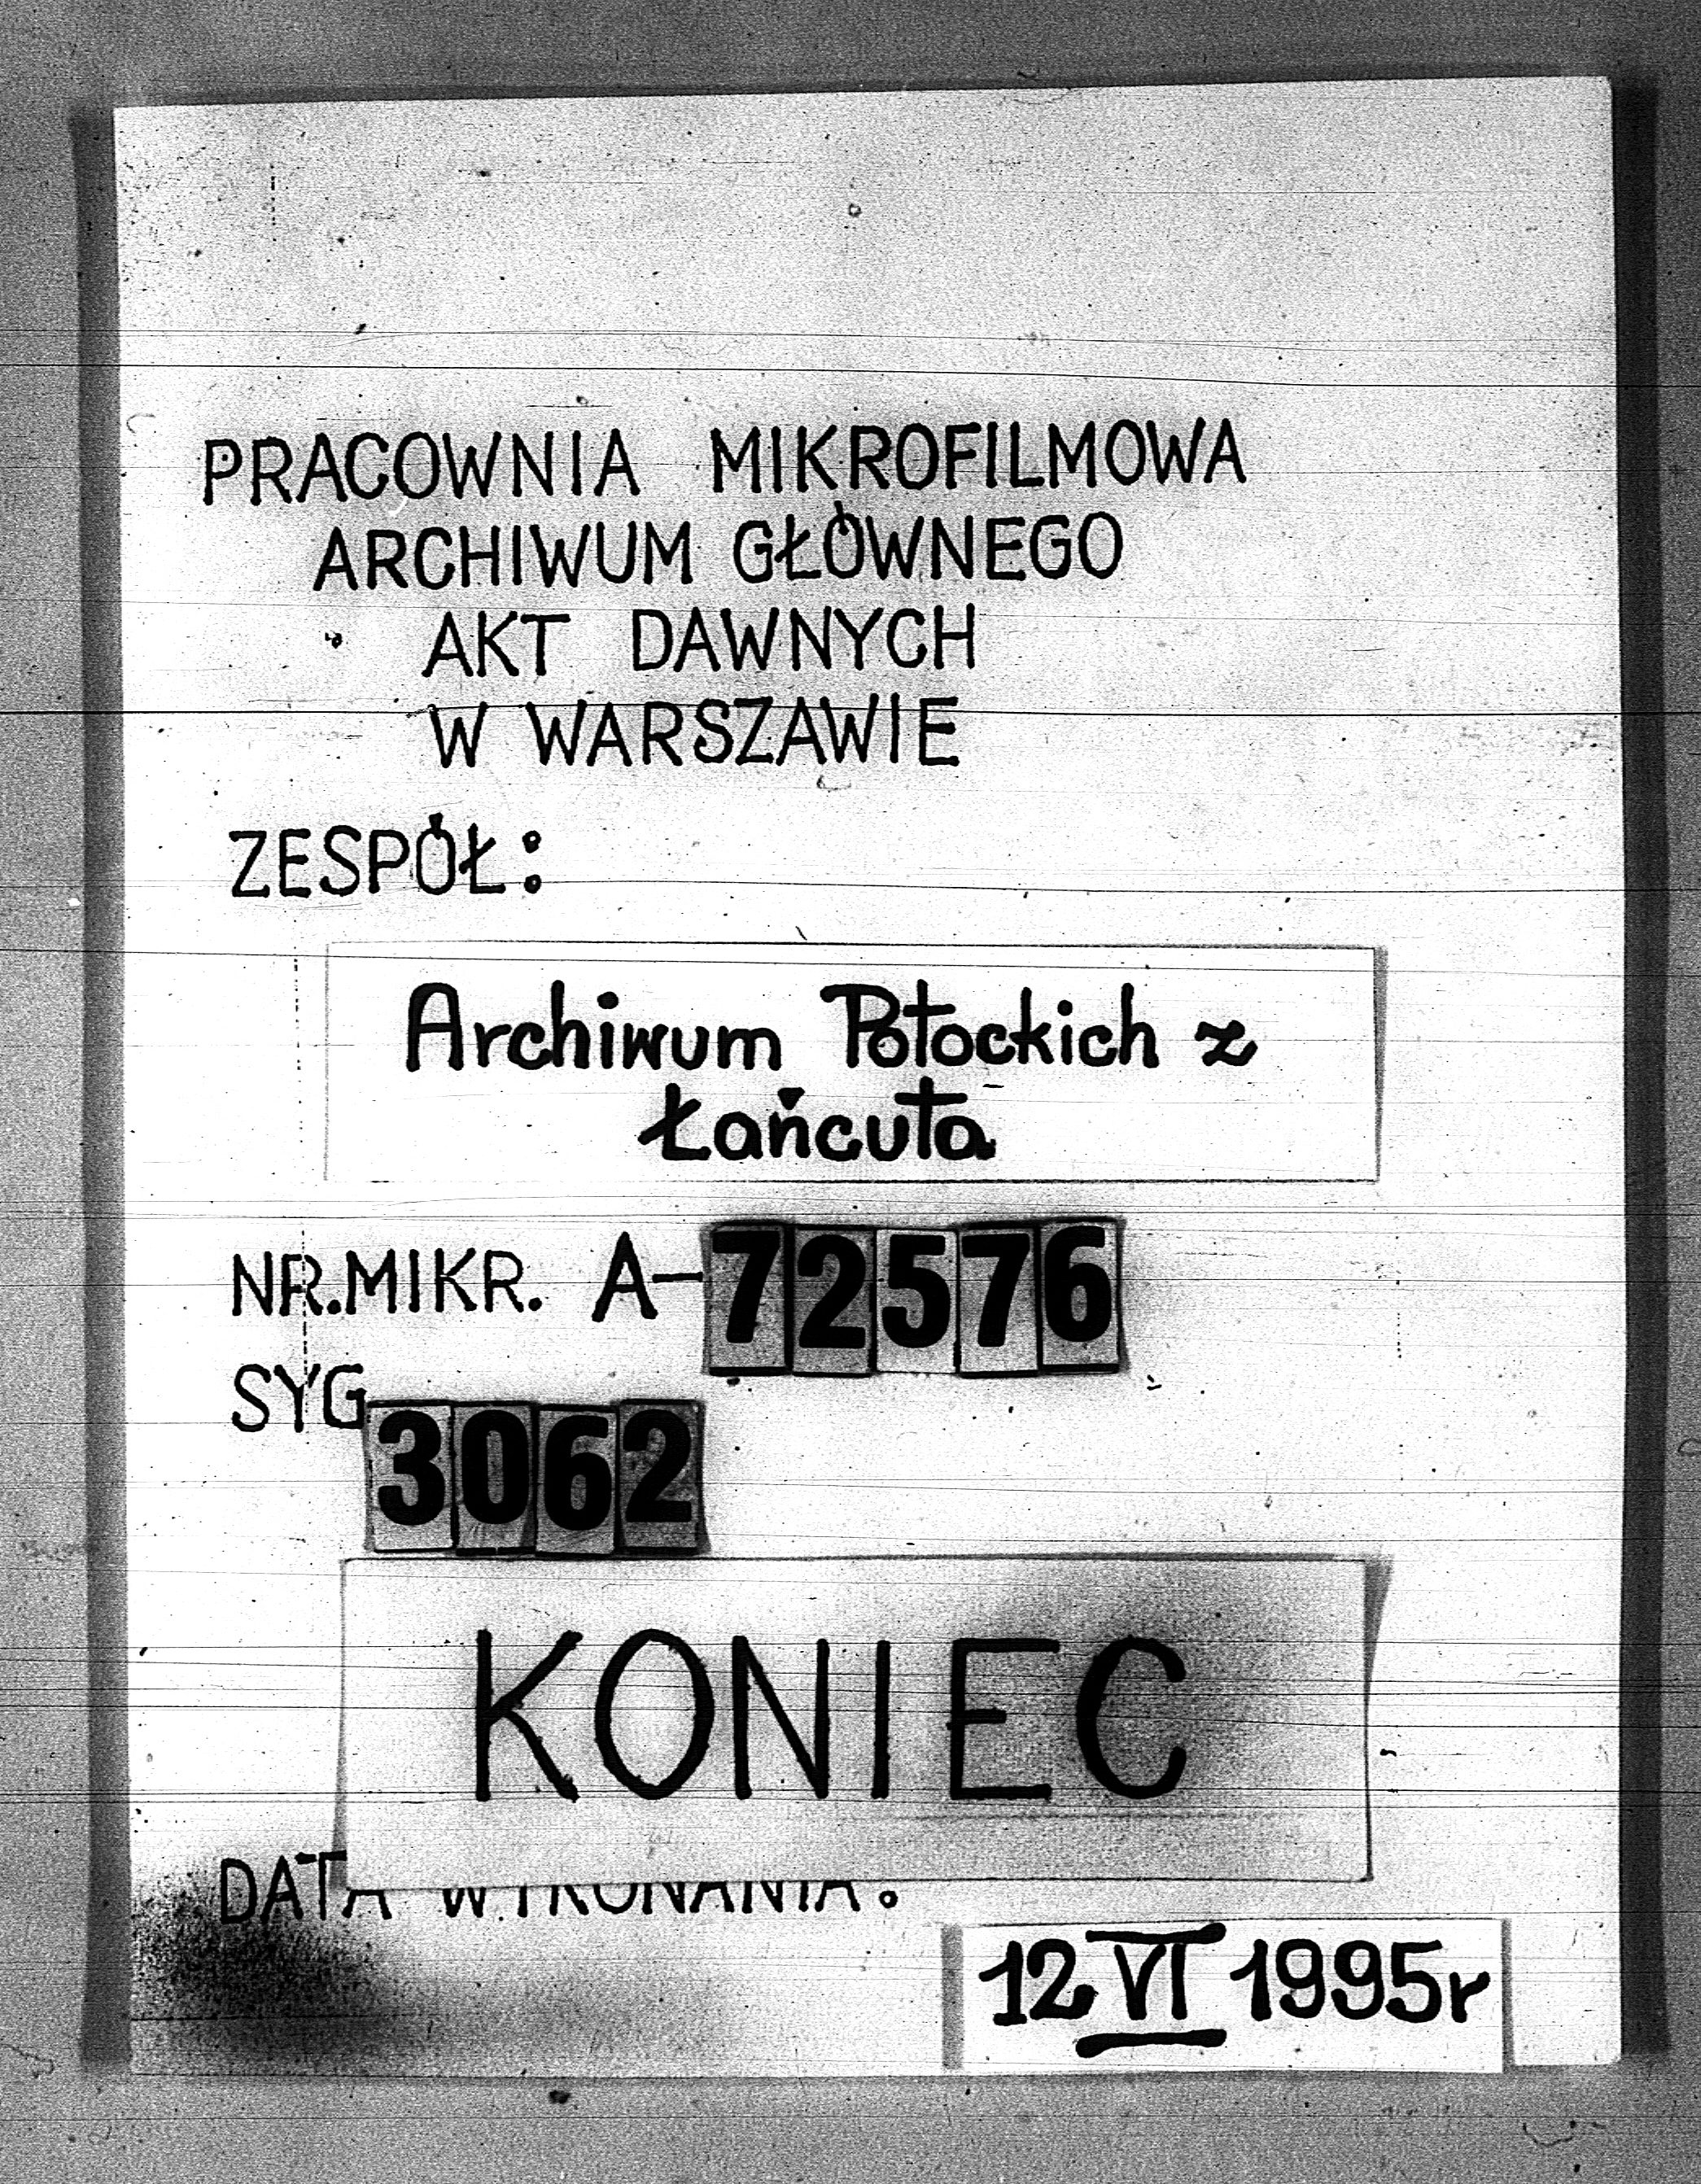 PRACOWNIA MIKROFILMOWA
ARCHIWUM GŁÓWNEGO
AKT DAWNYCH
W WARSZAWIE
ZESPÓŁ:
Archiwum Potockich z
Łańcuta
NR.MIKR. A-72576
SYG 3062
KONIEC
DATA WYKONANIA:
12 VI 1995r